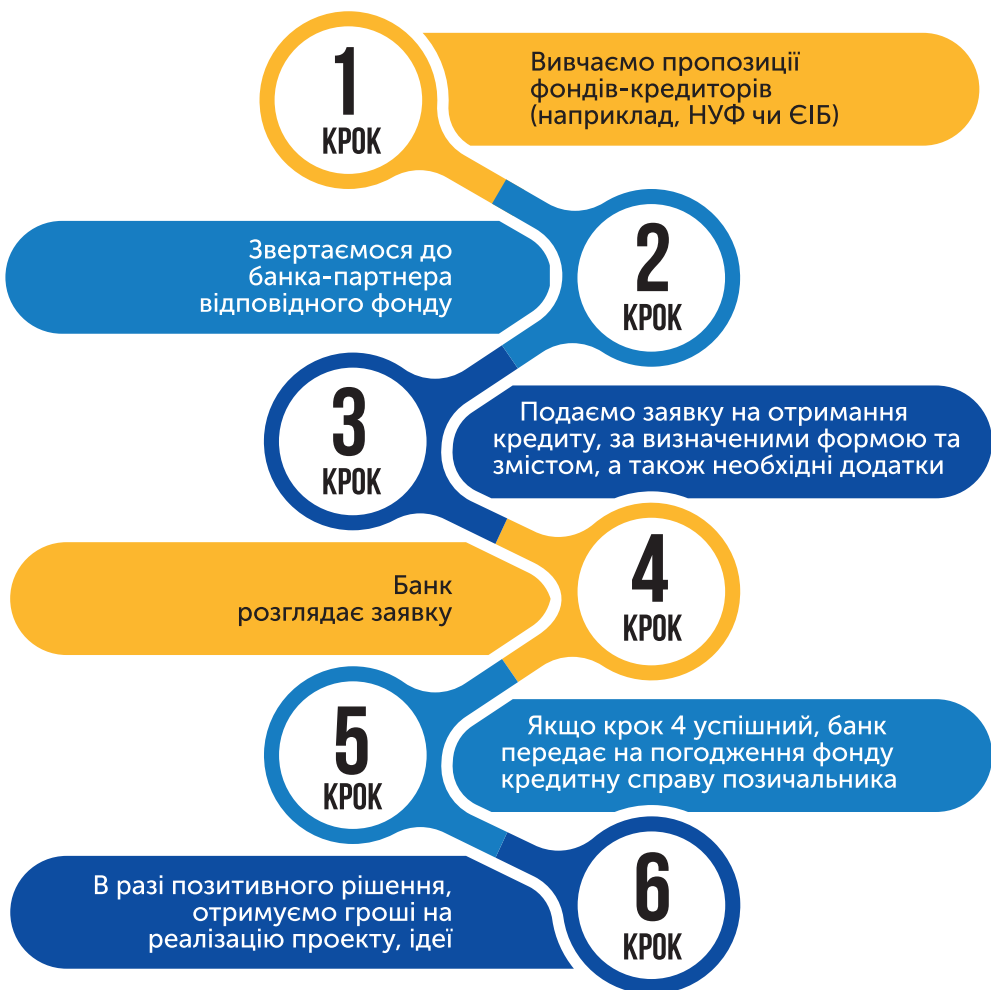 1
КРОК
Вивчаємо пропозиції
фондів-кредиторів
(наприклад, НУФ чи ЄІБ)
2
КРОК
Звертаємося до
банка-партнера
відповідного фонду
3
КРОК
Подаємо заявку на отримання
кредиту, за визначеними формою та
змістом, а також необхідні додатки
4
КРОК
Банк
розглядає заявку
5
КРОК
Якщо крок 4 успішний, банк
передає на погодження фонду
кредитну справу позичальника
6
КРОК
В разі позитивного рішення,
отримуємо гроші на
реалізацію проекту, ідеї